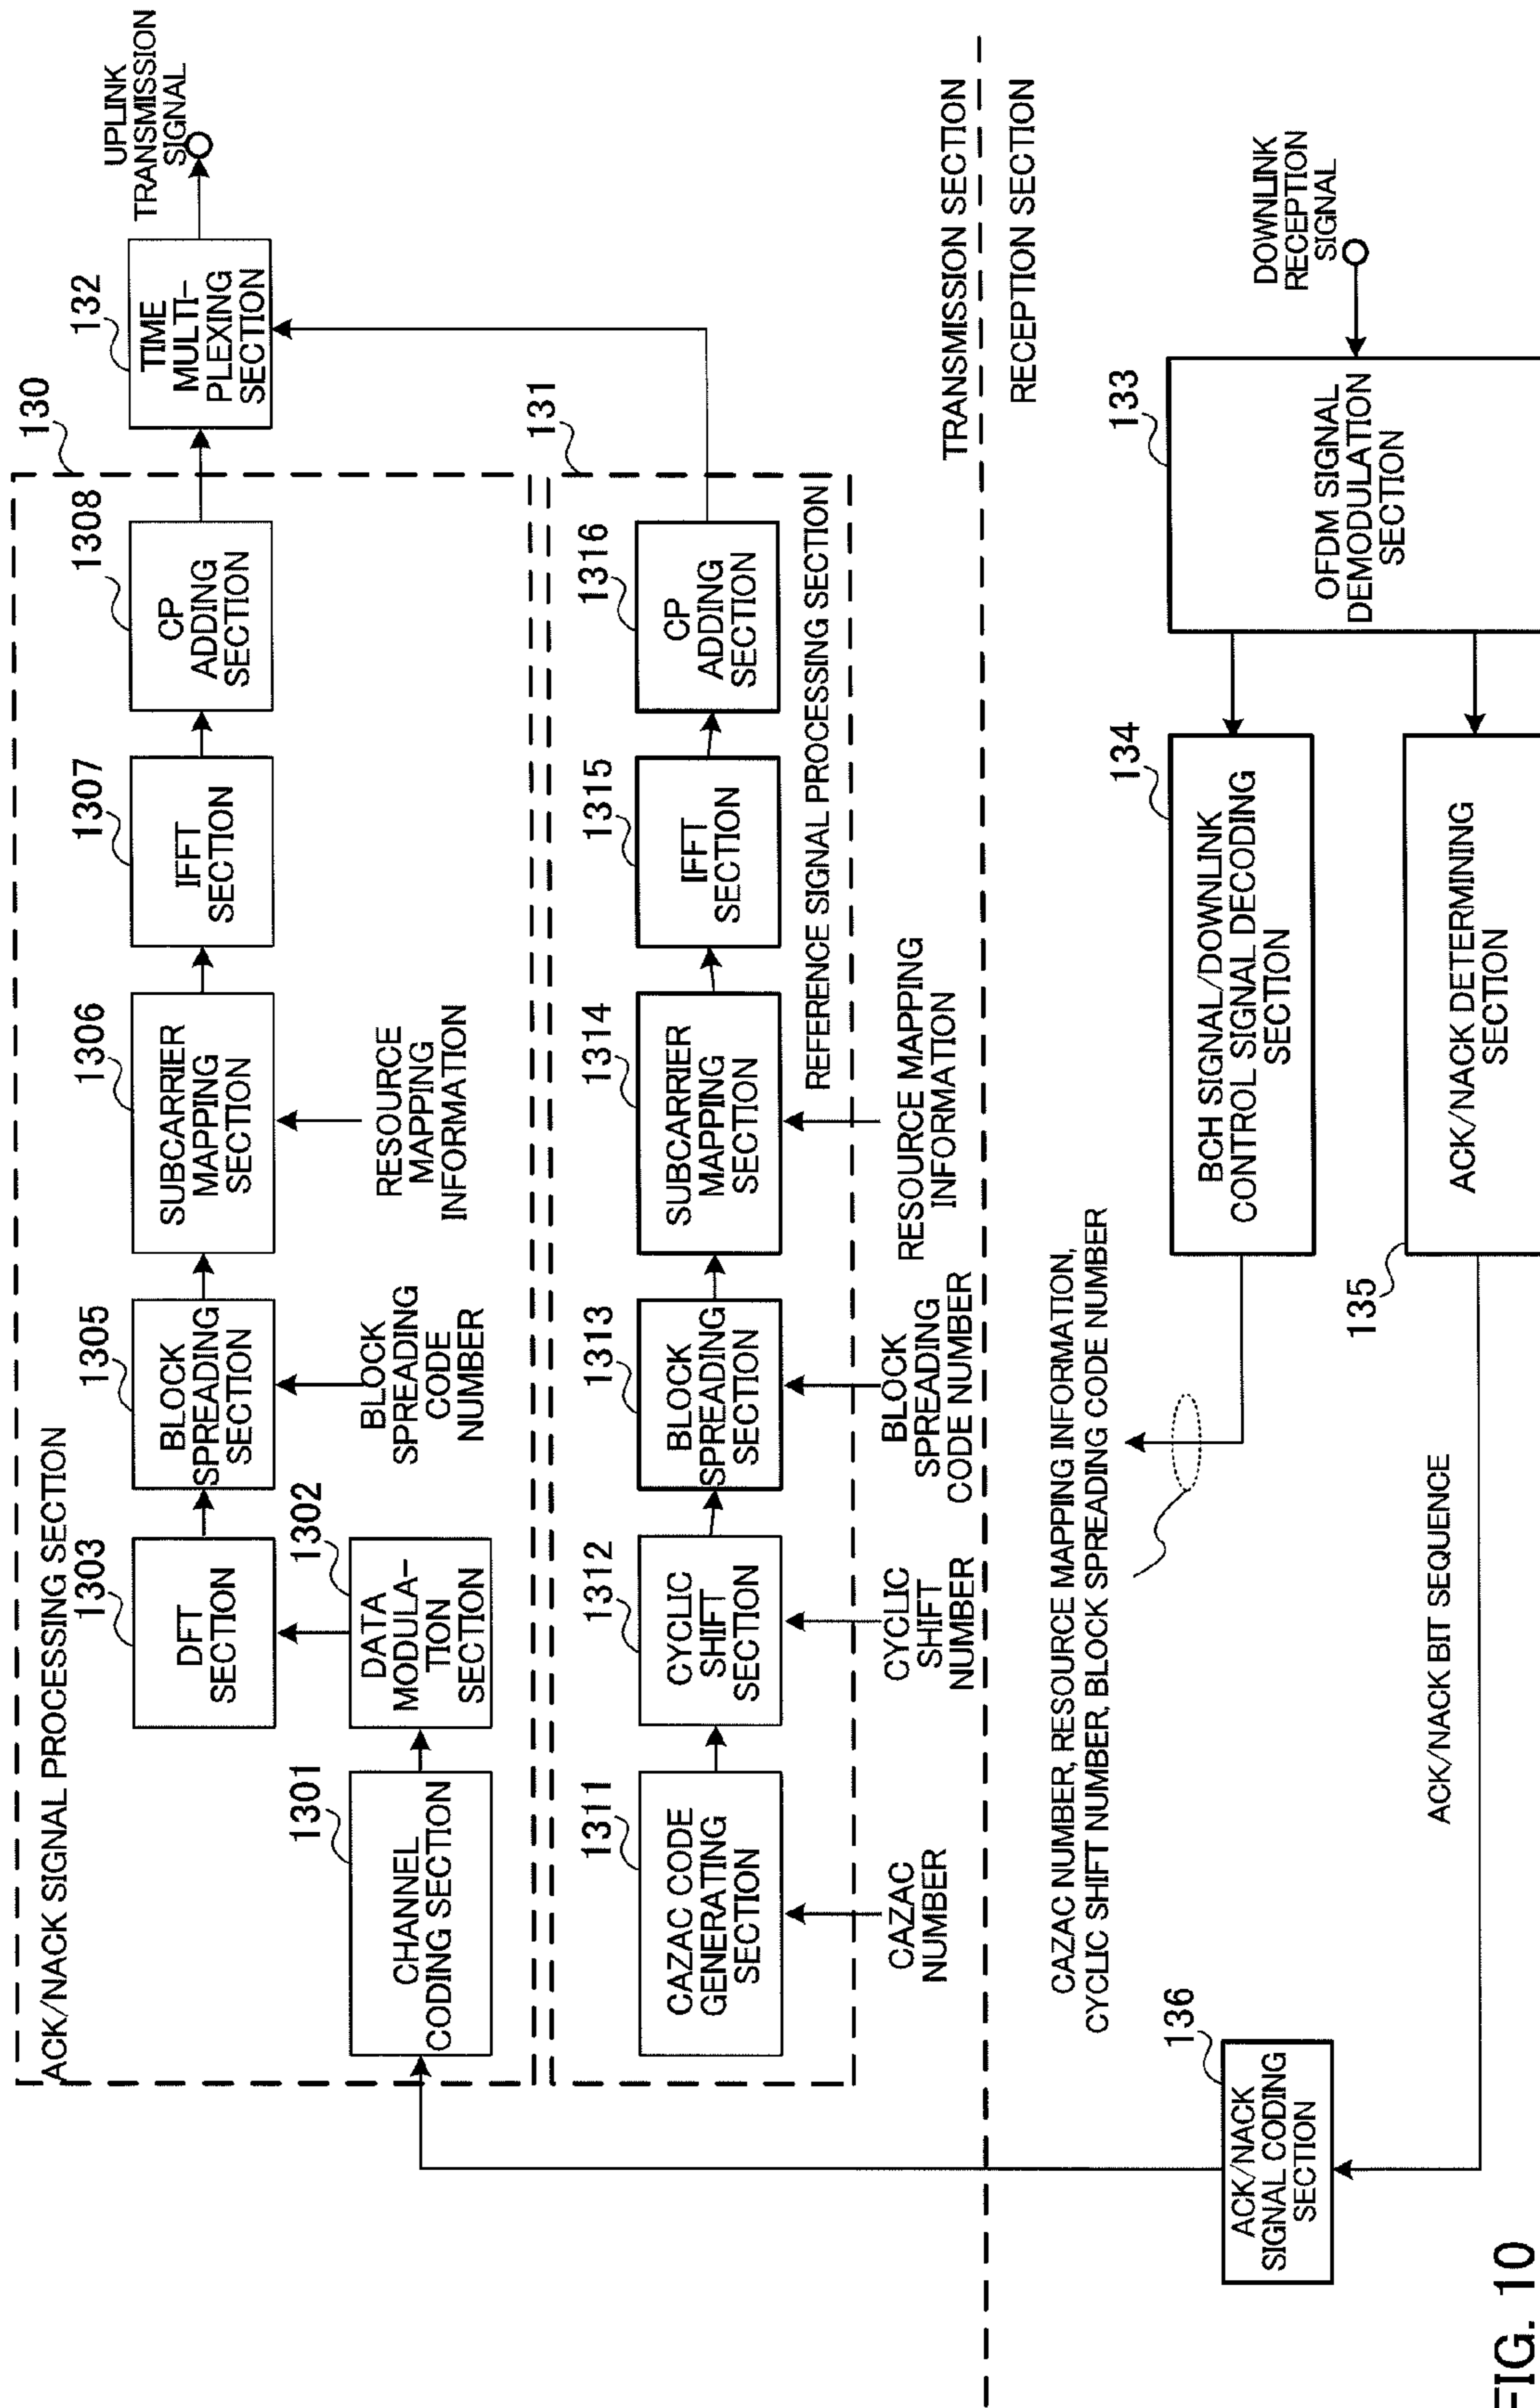 ACK/NACK SIGNAL PROCESSING SECTION
130
1301
CHANNEL
CODING SECTION
1302
DATA
MODULA-
TION
SECTION
1303
DFT
SECTION
1305
BLOCK
SPREADING
SECTION
BLOCK
SPREADING
CODE
NUMBER
1306
SUBCARRIER
MAPPING
SECTION
RESOURCE
MAPPING
INFORMATION
1307
IFFT
SECTION
1308
CP
ADDING
SECTION
132
TIME
MULTI-
PLEXING
SECTION
UPLINK
TRANSMISSION
SIGNAL
131
1311
CAZAC CODE
GENERATING
SECTION
CAZAC
NUMBER
1312
CYCLIC
SHIFT
SECTION
CYCLIC
SHIFT
NUMBER
1313
BLOCK
SPREADING
SECTION
BLOCK
SPREADING
CODE NUMBER
1314
SUBCARRIER
MAPPING
SECTION
RESOURCE MAPPING
INFORMATION
1315
IFFT
SECTION
1316
CP
ADDING
SECTION
REFERENCE SIGNAL PROCESSING SECTION
TRANSMISSION SECTION
RECEPTION SECTION
CAZAC NUMBER, RESOURCE MAPPING INFORMATION,
CYCLIC SHIFT NUMBER, BLOCK SPREADING CODE NUMBER
136
ACK/NACK
SIGNAL CODING
SECTION
134
BCH SIGNAL/DOWNLINK
CONTROL SIGNAL DECODING
SECTION
133
OFDM SIGNAL
DEMODULATION
SECTION
DOWNLINK
RECEPTION
SIGNAL
135
ACK/NACK DETERMINING
SECTION
ACK/NACK BIT SEQUENCE
FIG. 10